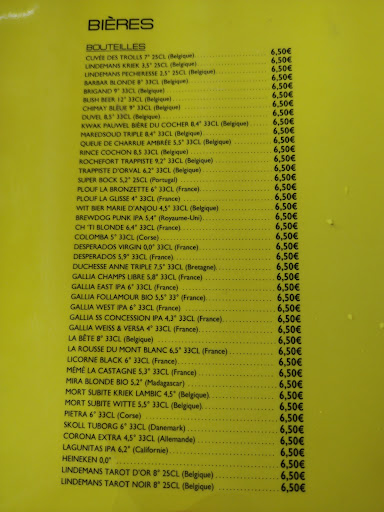 BIÈRES
BOUTEILLES
CUVÉE DES TROLLS 7° 25CL (Belgique) 6,50€
LINDEMANS KRIEK 3,5° 25CL (Belgique) 6,50€
LINDEMANS PECHERESSE 2,5° 25CL (Belgique) 6,50€
BARBAR BLONDE 8° 33CL (Belgique) 6,50€
BRIGAND 9° 33CL (Belgique) 6,50€
BUSH BEER 12° 33CL (Belgique) 6,50€
CHIMAY BLEUE 9° 33CL (Belgique) 6,50€
DUVEL 8,5° 33CL (Belgique) 6,50€
KWAK PAUWEL BIÈRE DU COCHER 8,4° 33CL (Belgique) 6,50€
MAREDSOUD TRIPLE 8,4° 33CL (Belgique) 6,50€
QUEUE DE CHARRUE AMBRÉE 5,5° 33CL (Belgique) 6,50€
RINCE COCHON 8,5 33CL (Belgique) 6,50€
ROCHEFORT TRAPPISTE 9,2° 33CL (Belgique) 6,50€
TRAPPISTE D'ORVAL 6,2° 33CL (Belgique) 6,50€
SUPER BOCK 5,2° 25CL (Portugal) 6,50€
PLOUF LA BRONZETTE 6° 33CL (France) 6,50€
PLOUF LA GLISSE 4° 33CL (France) 6,50€
WIT BIER MARIE D'ANJOU 4,5° 33CL (Belgique) 6,50€
BREWDOG PUNK IPA 5,4° (Royaume-Uni) 6,50€
CH 'TI BLONDE 6,4° 33CL (France) 6,50€
COLOMBA 5° 33CL (Corse) 6,50€
DESPERADOS VIRGIN 0,0° 33CL (France) 6,50€
DESPERADOS 5,9° 33CL (France) 6,50€
DUCHESSE ANNE TRIPLE 7,5° (Bretagne) 6,50€
GALLIA CHAMPS LIBRE 5,8° 33CL (France) 6,50€
GALLIA EAST IPA 6° 33CL (France) 6,50€
GALLIA FOLLAMOUR BIO 5,5° 33° (France) 6,50€
GALLIA WEST IPA 6° 33CL (France) 6,50€
GALLIA SS CONCESSION IPA 4,3° 33CL (France) 6,50€
GALLIA WEISS & VERSA 4° 33CL (France) 6,50€
LA BÊTE 8° 33CL (Belgique) 6,50€
LA ROUSSE DU MONT BLANC 6,5° 33CL (France) 6,50€
LICORNE BLACK 6° 33CL (France) 6,50€
MÉMÉ LA CASTAGNE 5,3° 33CL (France) 6,50€
MIRA BLONDE BIO 5,2° (Madagascar) 6,50€
MORT SUBITE KRIEK LAMBIC 4,5° (Belgique) 6,50€
MORT SUBITE WITTE 5,5° 33CL (Belgique) 6,50€
PIETRA 6° 33CL (Corse) 6,50€
SKOLL TUBORG 6° 33CL (Danemark) 6,50€
CORONA EXTRA 4,5° 33CL (Allemande) 6,50€
LAGUNITAS IPA 6,2° (Californie) 6,50€
HEINEKEN 0,0° 6,50€
LINDEMANS TAROT D'OR 8° 25CL (Belgique) 6,50€
LINDEMANS TAROT NOIR 8° 25CL (Belgique) 6,50€